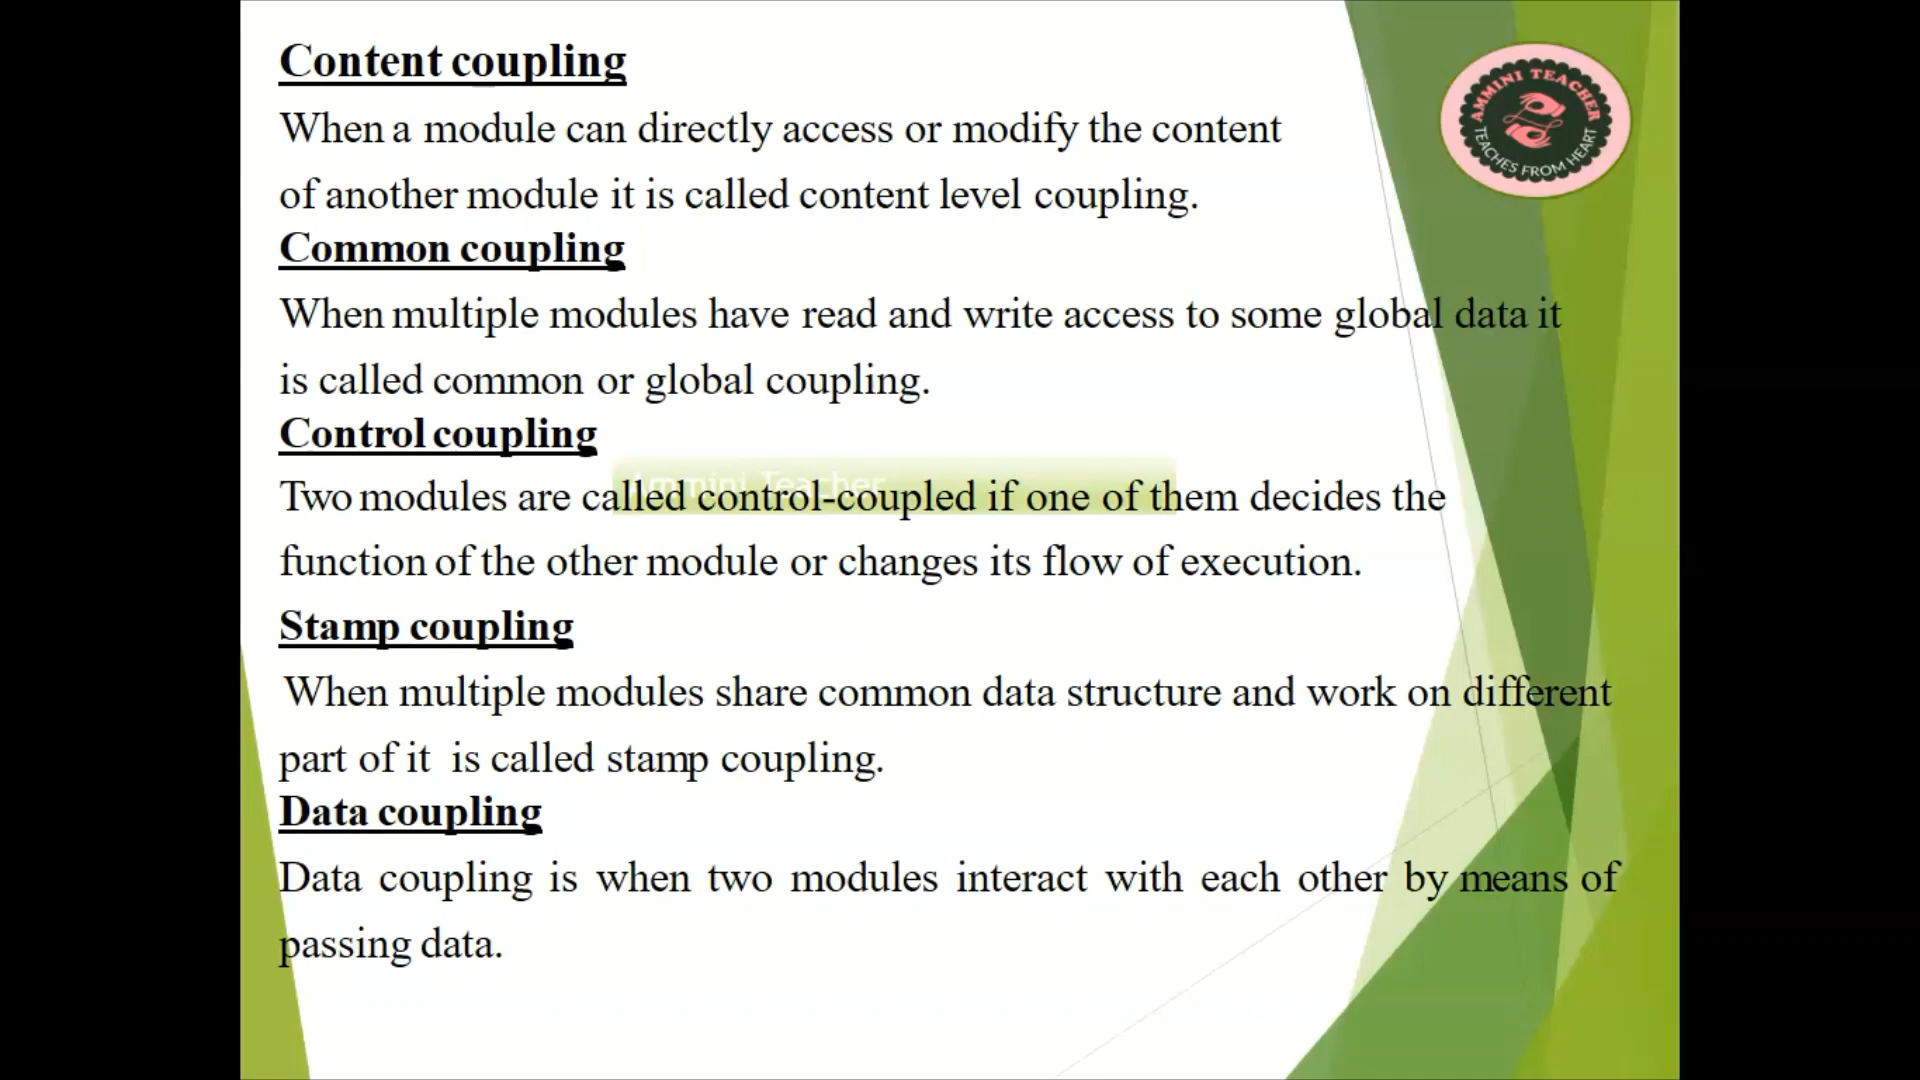 Content coupling
AMMINI TEACHER
TEACHES FROM HEART
When a module can directly access or modify the content
of another module it is called content level coupling.
Common coupling
When multiple modules have read and write access to some global data it
is called common or global coupling.
Control coupling
Ammini Teacher
Two modules are called control-coupled if one of them decides the
function of the other module or changes its flow of execution.
Stamp coupling
When multiple modules share common data structure and work on different
part of it is called stamp coupling.
Data coupling
Data coupling is when two modules interact with each other by means of
passing data.